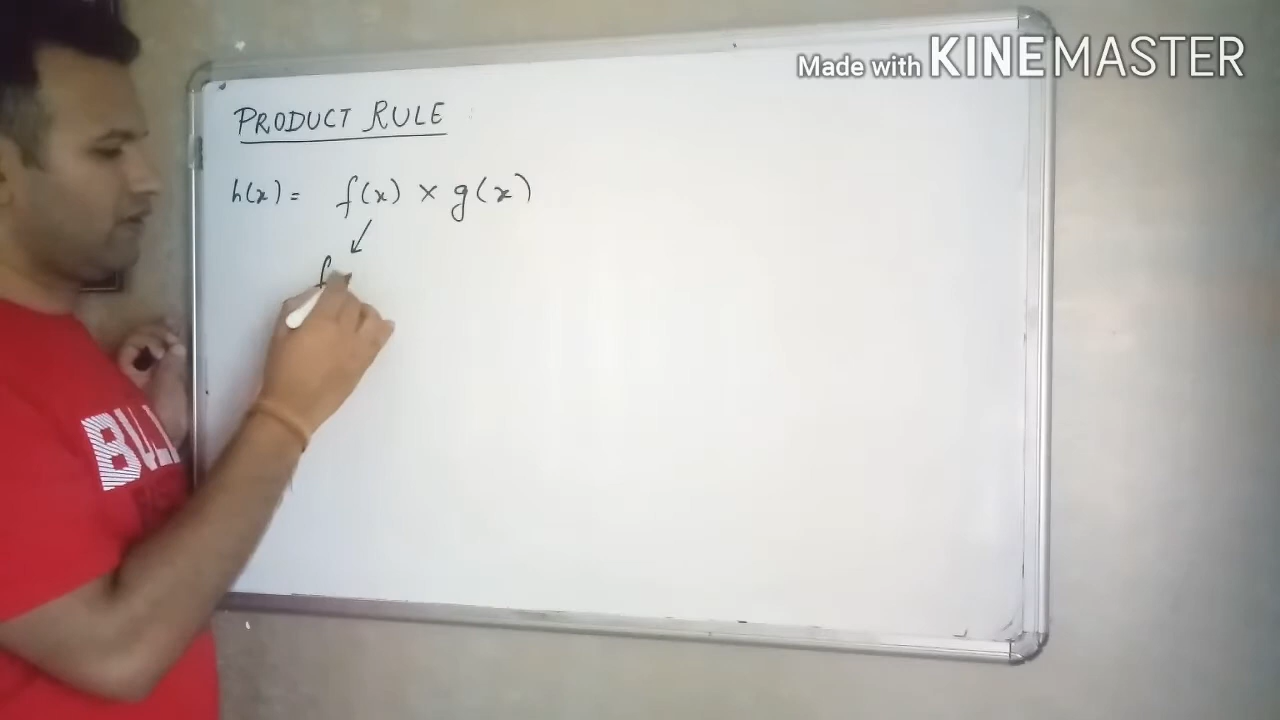 Made with KINEMASTER
PRODUCT RULE :
h(x) = f(x) × g(x)
f